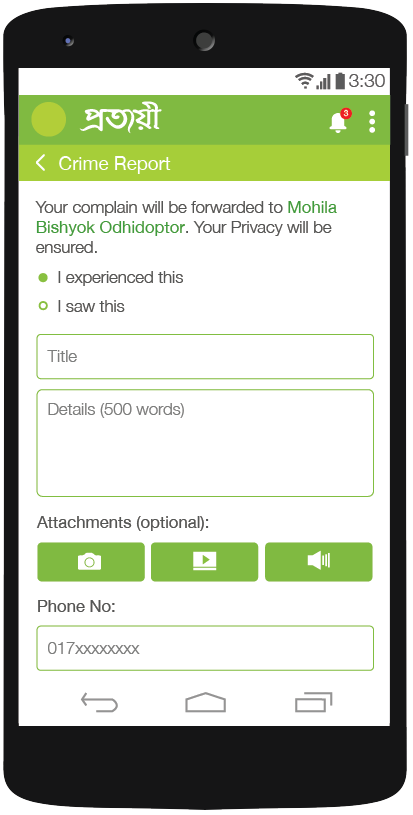 3:30
প্রত্যয়ী
3
Crime Report
Your complain will be forwarded to Mohila
Bishyok Odhidoptor. Your Privacy will be
ensured.
I experienced this
I saw this
Title
Details (500 words)
Attachments (optional):
Phone No:
017xxxxxxxx